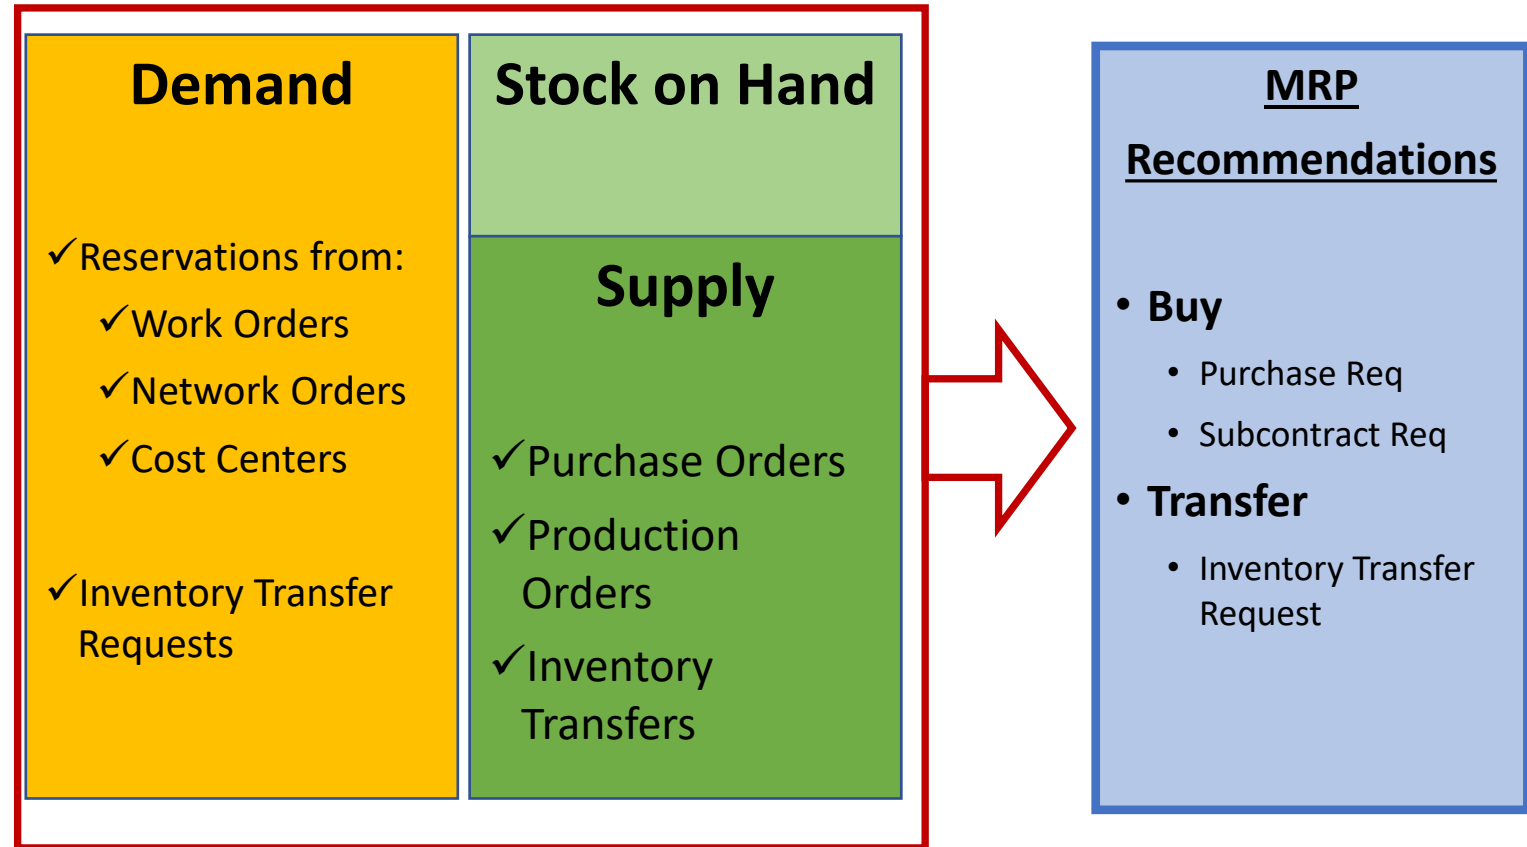 Demand
✓Reservations from:
✓Work Orders
✓Network Orders
✓Cost Centers
✓Inventory Transfer
Requests
Stock on Hand
Supply
✓Purchase Orders
✓Production
Orders
✓Inventory
Transfers
MRP
Recommendations
• Buy
• Purchase Req
• Subcontract Req
• Transfer
• Inventory Transfer
Request